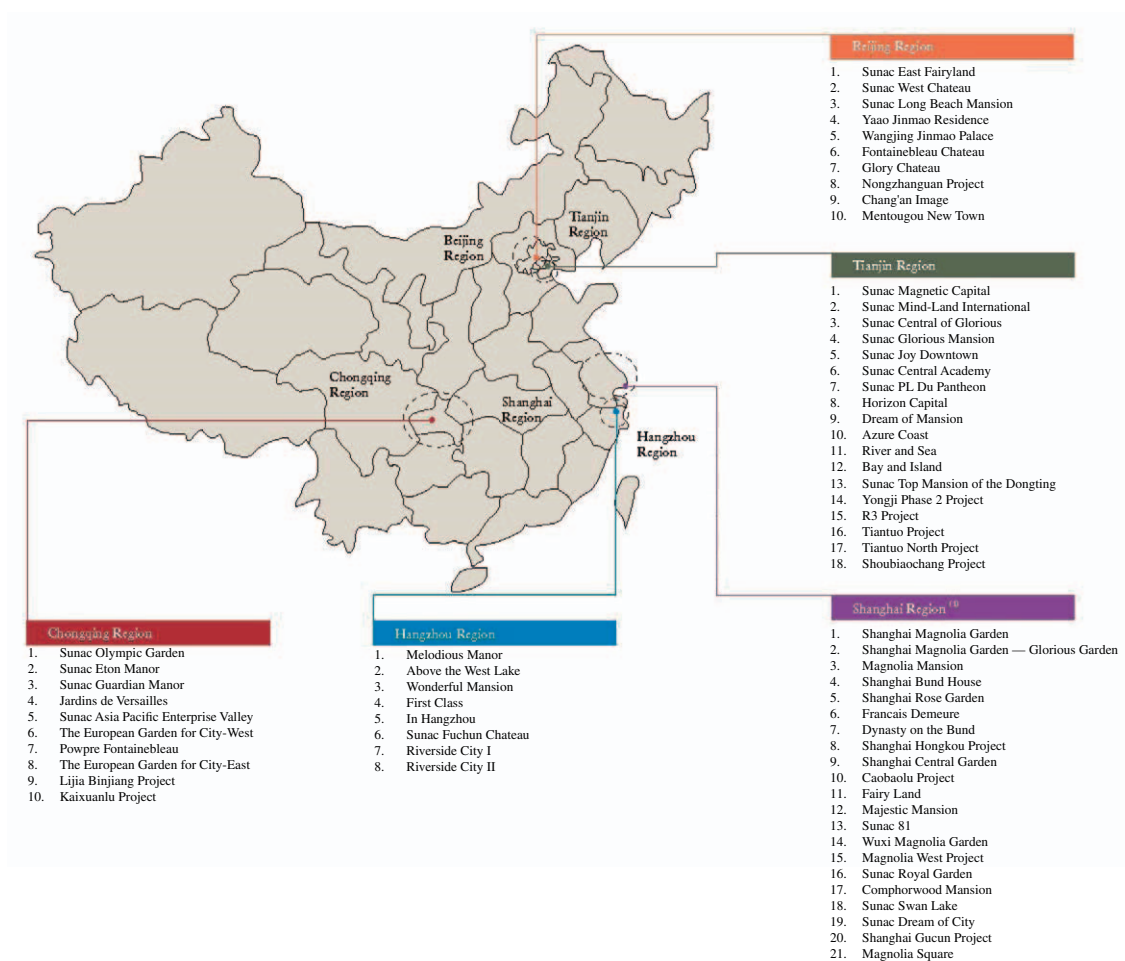 Beijing Region
1. Sunac East Fairyland
2. Sunac West Chateau
3. Sunac Long Beach Mansion
4. Yaao Jinmao Residence
5. Wangjing Jinmao Palace
6. Fontainebleau Chateau
7. Glory Chateau
8. Nongzhanguan Project
9. Chang'an Image
10. Mentougou New Town
Tianjin
Region
Beijing
Region
Chongqing
Region
Shanghai
Region
Hangzhou
Region
Tianjin Region
1. Sunac Magnetic Capital
2. Sunac Mind-Land International
3. Sunac Central of Glorious
4. Sunac Glorious Mansion
5. Sunac Joy Downtown
6. Sunac Central Academy
7. Sunac PL Du Pantheon
8. Horizon Capital
9. Dream of Mansion
10. Azure Coast
11. River and Sea
12. Bay and Island
13. Sunac Top Mansion of the Dongting
14. Yongji Phase 2 Project
15. R3 Project
16. Tiantuo Project
17. Tiantuo North Project
18. Shoubiaochang Project
Chongqing Region
1. Sunac Olympic Garden
2. Sunac Eton Manor
3. Sunac Guardian Manor
4. Jardins de Versailles
5. Sunac Asia Pacific Enterprise Valley
6. The European Garden for City-West
7. Powpre Fontainebleau
8. The European Garden for City-East
9. Lijia Binjiang Project
10. Kaixuanlu Project
Hangzhou Region
1. Melodious Manor
2. Above the West Lake
3. Wonderful Mansion
4. First Class
5. In Hangzhou
6. Sunac Fuchun Chateau
7. Riverside City I
8. Riverside City II
Shanghai Region (1)
1. Shanghai Magnolia Garden
2. Shanghai Magnolia Garden — Glorious Garden
3. Magnolia Mansion
4. Shanghai Bund House
5. Shanghai Rose Garden
6. Francais Demeure
7. Dynasty on the Bund
8. Shanghai Hongkou Project
9. Shanghai Central Garden
10. Caobaolu Project
11. Fairy Land
12. Majestic Mansion
13. Sunac 81
14. Wuxi Magnolia Garden
15. Magnolia West Project
16. Sunac Royal Garden
17. Comphorwood Mansion
18. Sunac Swan Lake
19. Sunac Dream of City
20. Shanghai Gucun Project
21. Magnolia Square